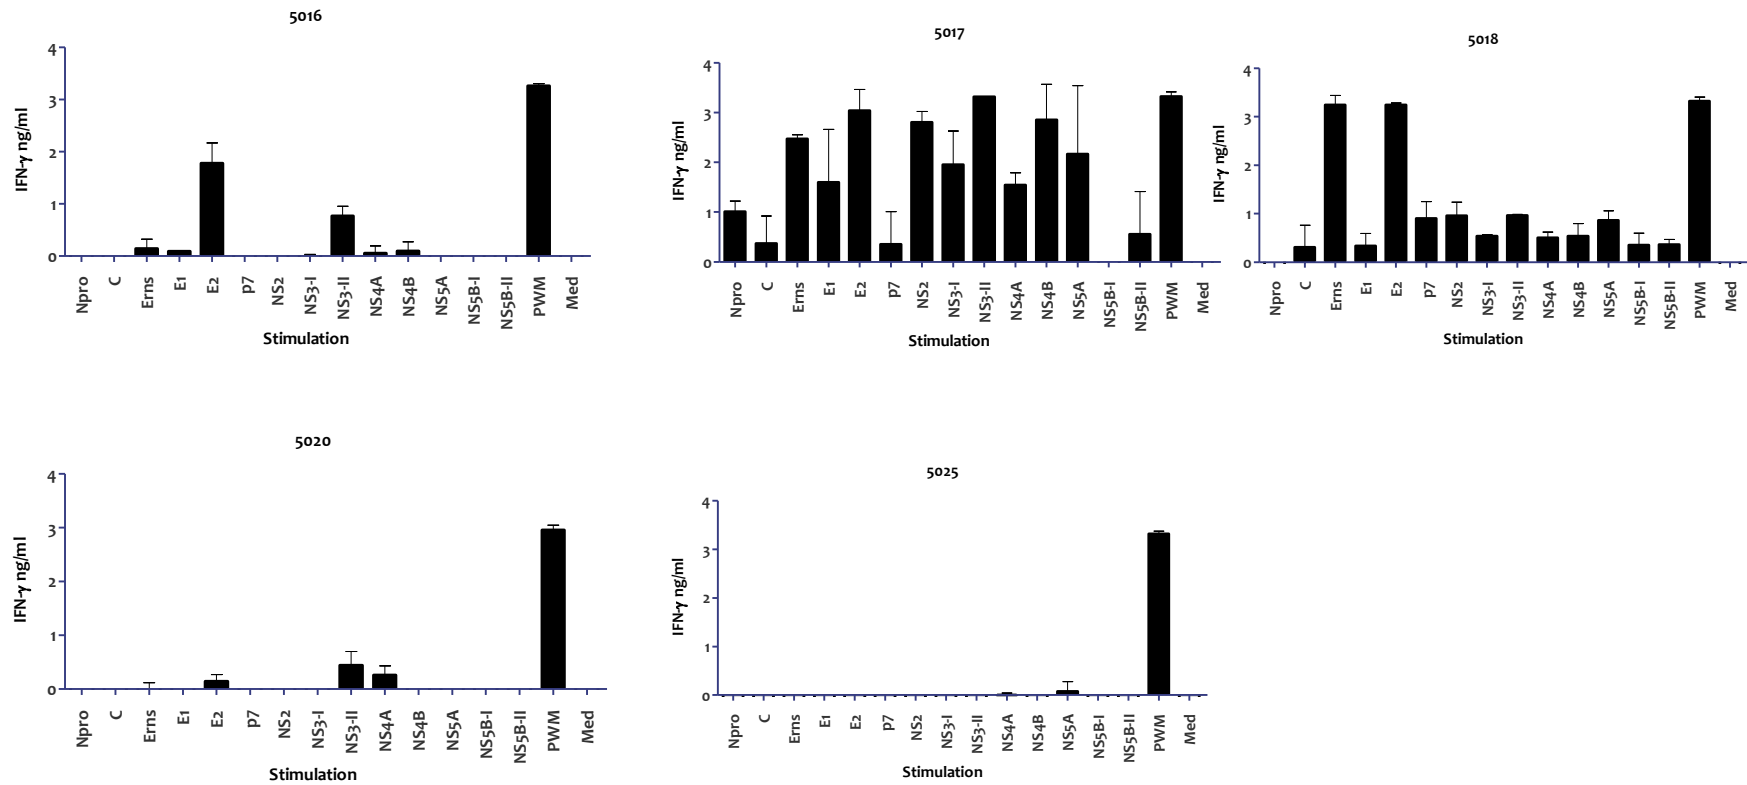 5016
4
3
2
1
0
IFN-γ ng/ml
Npro C Erns E1 E2 p7 NS2 NS3-I NS3-II NS4A NS4B NS5A NS5B-I NS5B-II PWM Med
Stimulation
5017
4
3
2
1
0
IFN-γ ng/ml
Npro C Erns E1 E2 p7 NS2 NS3-I NS3-II NS4A NS4B NS5A NS5B-I NS5B-II PWM Med
Stimulation
5018
4
3
2
1
0
IFN-γ ng/ml
Npro C Erns E1 E2 p7 NS2 NS3-I NS3-II NS4A NS4B NS5A NS5B-I NS5B-II PWM Med
Stimulation
5020
4
3
2
1
0
IFN-γ ng/ml
Npro C Erns E1 E2 p7 NS2 NS3-I NS3-II NS4A NS4B NS5A NS5B-I NS5B-II PWM Med
Stimulation
5025
4
3
2
1
0
IFN-γ ng/ml
Npro C Erns E1 E2 p7 NS2 NS3-I NS3-II NS4A NS4B NS5A NS5B-I NS5B-II PWM Med
Stimulation